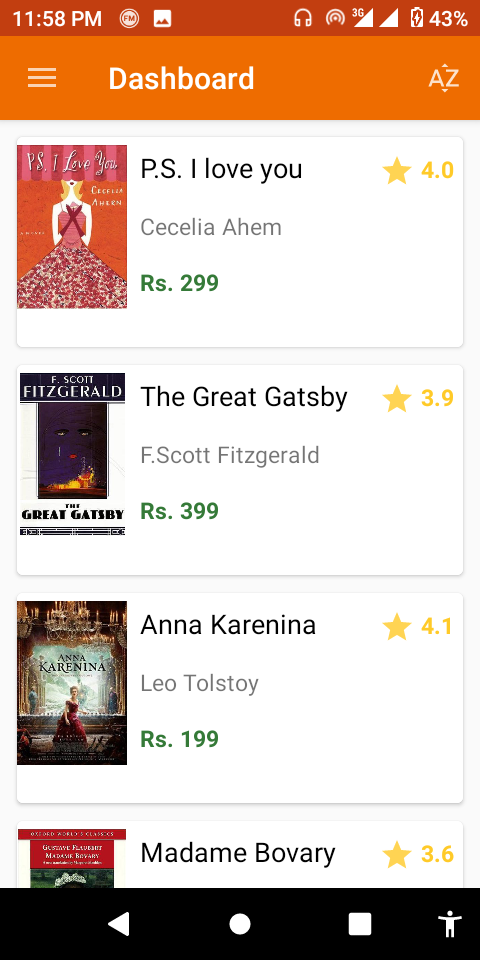 11:58 PM FM 3G 43%
Dashboard
AZ
P.S. I Love You
CECELIA
AHERN
A NOVEL
P.S. I love you
4.0
Cecelia Ahem
Rs. 299
F. SCOTT
FITZGERALD
THE
GREAT GATSBY
The Great Gatsby
3.9
F.Scott Fitzgerald
Rs. 399
ANNA
KARENINA
Anna Karenina
4.1
Leo Tolstoy
Rs. 199
OXFORD WORLD'S CLASSICS
GUSTAVE FLAUBERT
MADAME BOVARY
Madame Bovary
3.6